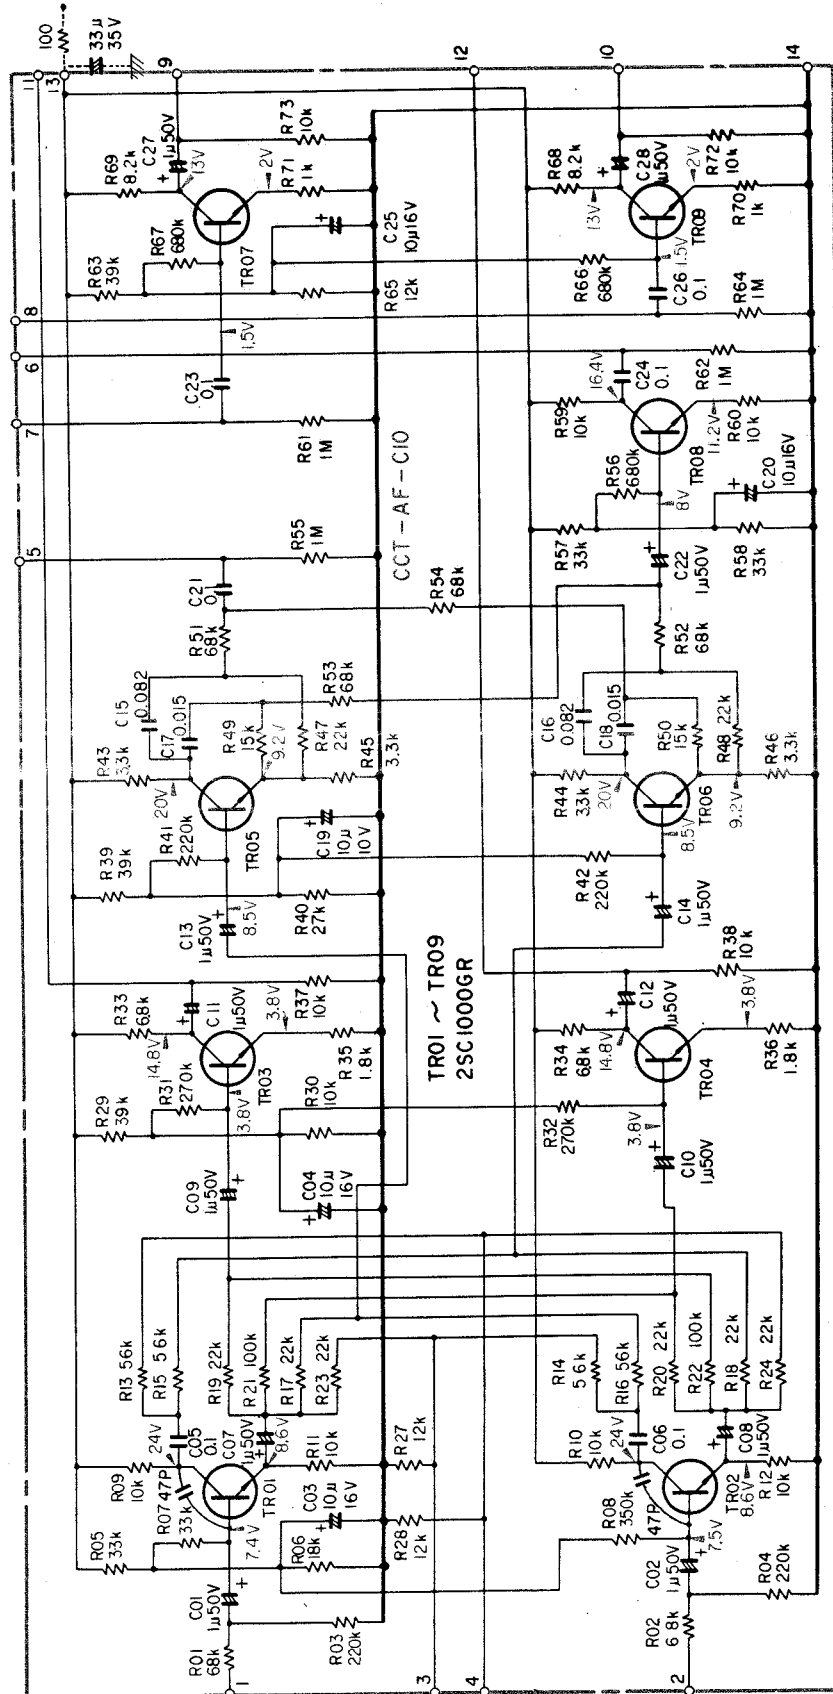 100
33μ
35V
11
13
9
12
10
14
R69
8.2k
C27
1μ50V
R73
10k
R63
39k
R67
680k
13V
2V
R71
1k
TR07
C25
10μ16V
R65
12k
R68
8.2k
C28
1μ50V
R72
10k
13V
2V
TR09
R70
1k
R66
680k
1.5V
C26
0.1
R64
1M
8
6
7
1.5V
C23
R61
1M
R59
10k
16.4V
C24
0.1
R62
1M
TR08
11.2V
R60
10k
R56
680k
8V
C20
10μ16V
R57
33k
C22
1μ50V
R58
33k
5
R55
1M
CCT-AF-C10
C21
R51
68k
R54
68k
R52
68k
R43
3.3k
C15
0.082
C17
0.015
R49
15k
R53
68k
9.2V
R47
22k
R45
3.3k
20V
R41
220k
TR05
C19
10μ
10V
R39
39k
C13
1μ50V
8.5V
R40
27k
C16
0.082
C18
0.015
R50
15k
R48
22k
R44
33k
20V
R46
3.3k
TR06
9.2V
8.5V
R42
220k
C14
1μ50V
R33
6.8k
C11
1μ50V
R37
10k
14.8V
3.8V
R35
1.8k
R31
270k
TR03
R29
39k
3.8V
R30
10k
C09
1μ50V
C04
10μ
16V
TR01 ~ TR09
2SC1000GR
R38
10k
R34
6.8k
C12
1μ50V
14.8V
3.8V
R36
1.8k
TR04
R32
270k
3.8V
C10
1μ50V
R13 56k
R15 5.6k
R19 22k
R21 100k
R17 22k
R23 22k
R14
5.6k
R16 56k
R20 22k
R22 100k
R18 22k
R24 22k
24V
C05
0.1
C07
1μ50V
8.6V
R09
10k
47P
R11
10k
R27
12k
R07
33k
TR01
C03
10μ
16V
R05
33k
7.4V
R06
18k
R28
12k
C01
1μ50V
R01
68k
R03
220k
1
3
4
2
R10
10k
24V
C06
0.1
C08
1μ50V
47P
TR02
8.6V
R12
10k
R08
350k
7.5V
C02
1μ50V
R02
6.8k
R04
220k